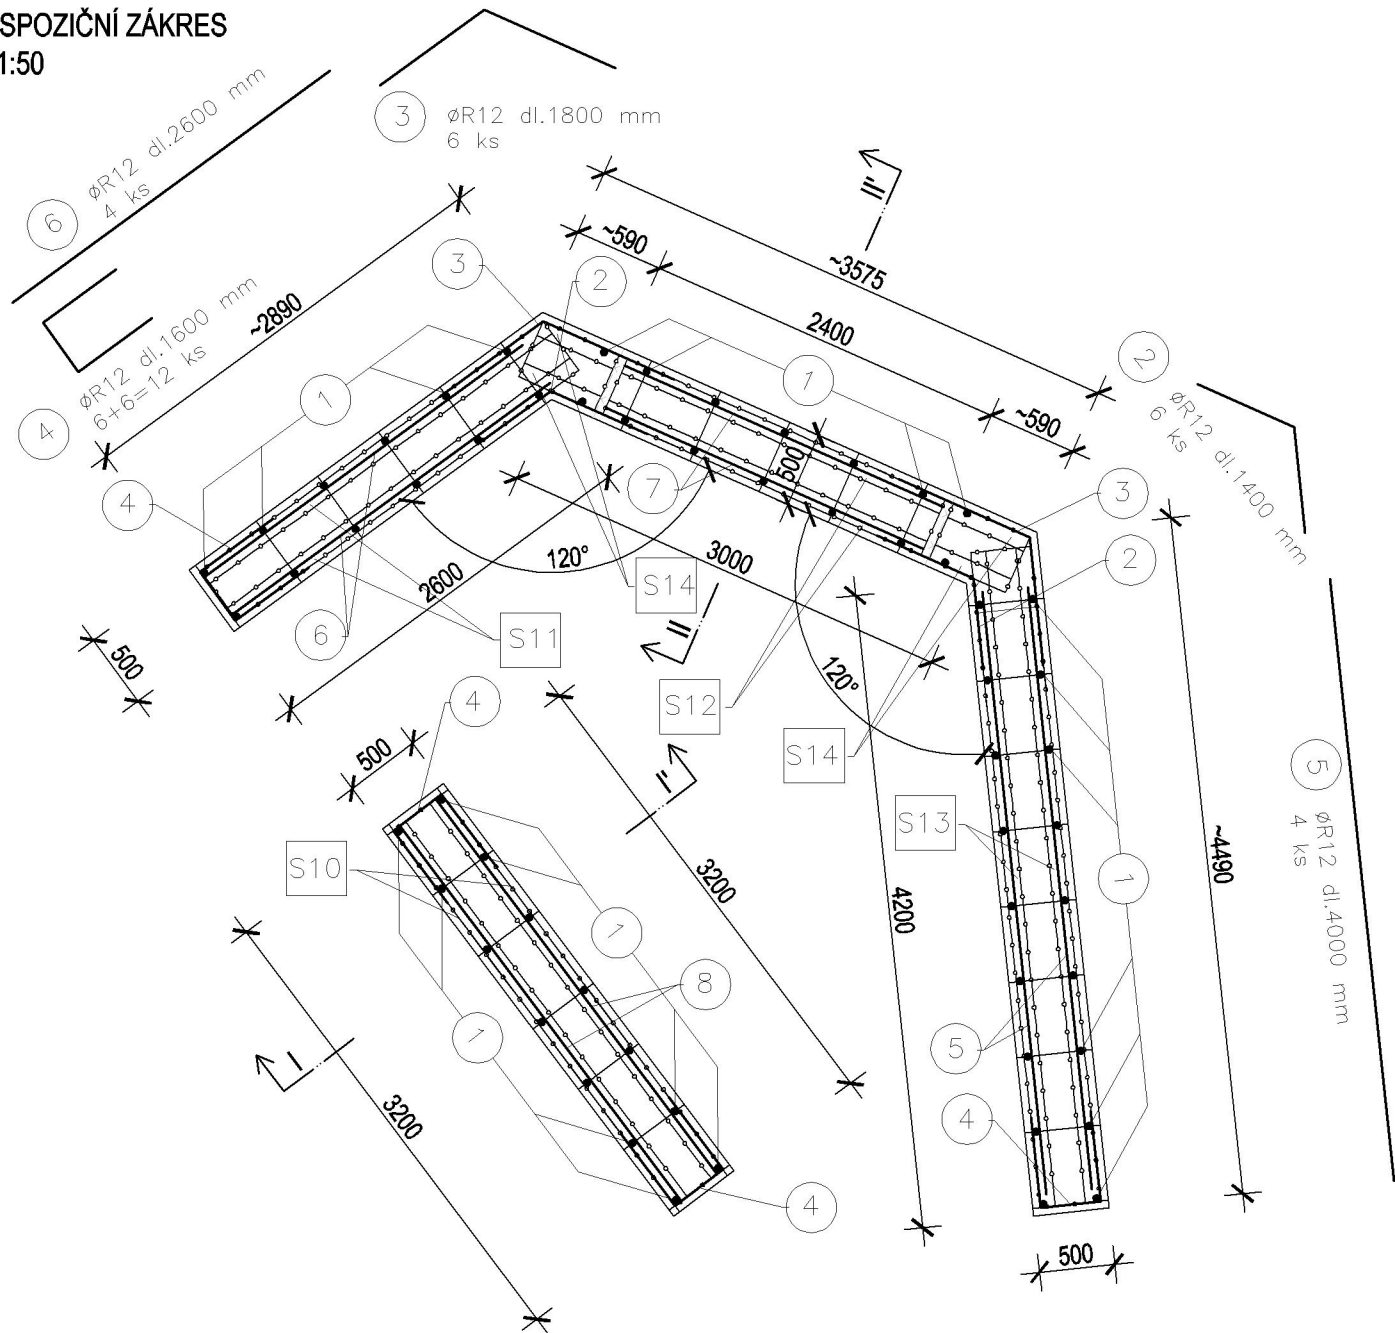 SPOZIČNÍ ZÁKRES
1:50
3
øR12 dl.1800 mm
6 ks
6
øR12 dl.2600 mm
4 ks
4
øR12 dl.1600 mm
6+6=12 ks
~2890
3
2
~590
~3575
II'
2400
~590
2
øR12 dl.1400 mm
6 ks
1
1
4
7
500
3
2
120°
2600
3000
S14
6
S11
500
II
120°
S12
S14
4
500
I'
S10
3200
S13
4200
1
~4490
5
øR12 dl.4000 mm
4 ks
1
8
1
5
I
3200
4
4
500